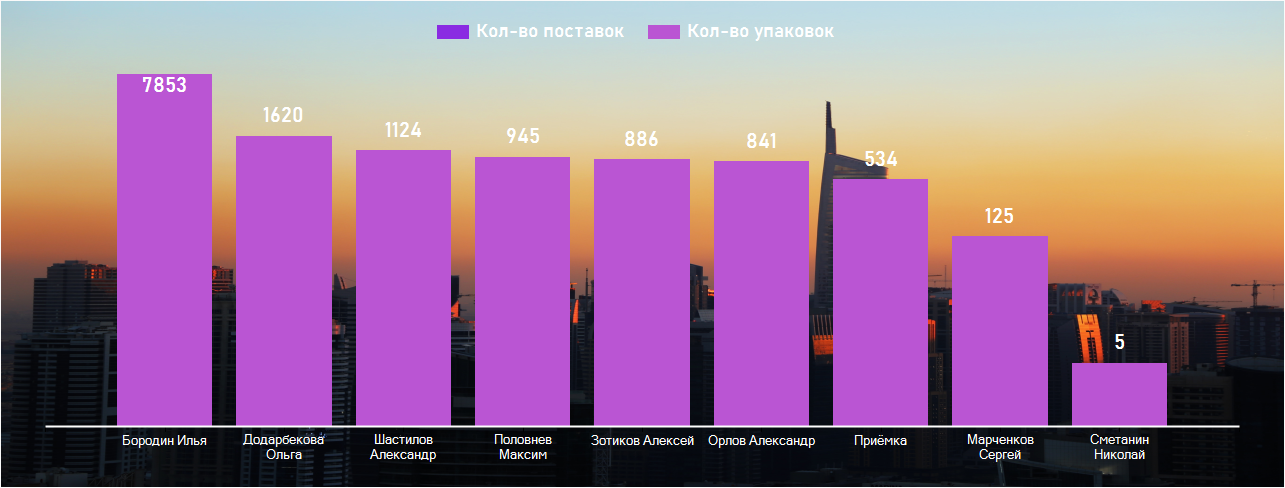 Кол-во поставок Кол-во упаковок
7853
1620
1124
945
886
841
534
125
5
Бородин Илья
Додарбекова
Ольга
Шастилов
Александр
Половнев
Максим
Зотиков Алексей
Орлов Александр
Приёмка
Марченков
Сергей
Сметанин
Николай